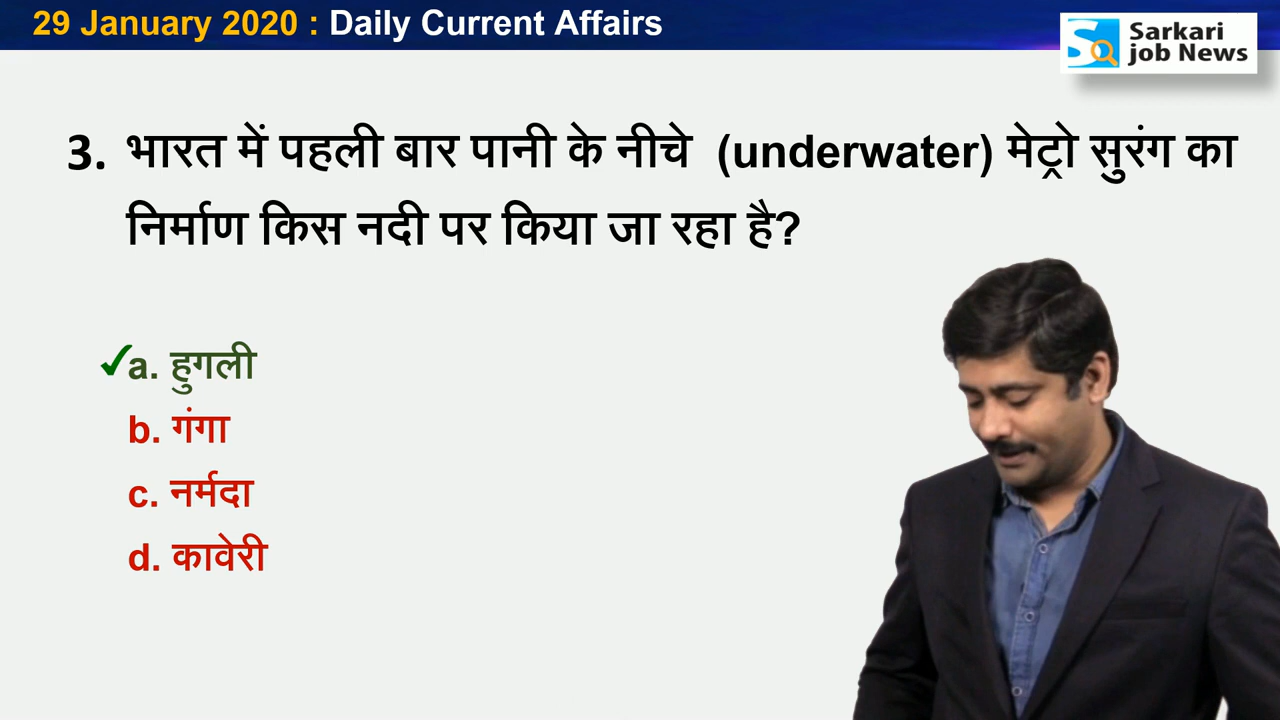 29 January 2020 : Daily Current Affairs
Sarkari
job News
3. भारत में पहली बार पानी के नीचे (underwater) मेट्रो सुरंग का
निर्माण किस नदी पर किया जा रहा है?
✓a. हुगली
b. गंगा
c. नर्मदा
d. कावेरी